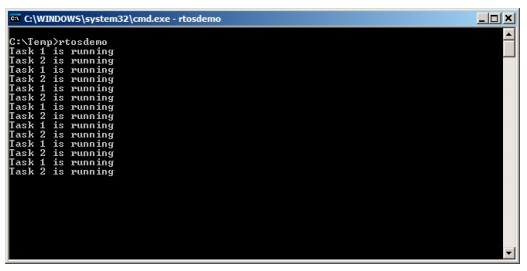 C:\WINDOWS\system32\cmd.exe - rtosdemo
C:\Temp>rtosdemo
Task 1 is running
Task 2 is running
Task 1 is running
Task 2 is running
Task 1 is running
Task 2 is running
Task 1 is running
Task 2 is running
Task 1 is running
Task 2 is running
Task 1 is running
Task 2 is running
Task 1 is running
Task 2 is running